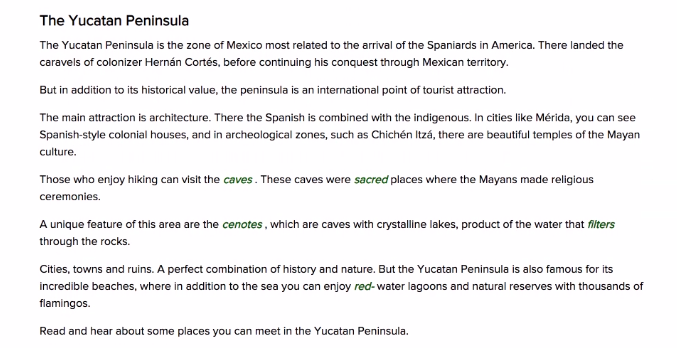 The Yucatan Peninsula
The Yucatan Peninsula is the zone of Mexico most related to the arrival of the Spaniards in America. There landed the
caravels of colonizer Hernán Cortés, before continuing his conquest through Mexican territory.
But in addition to its historical value, the peninsula is an international point of tourist attraction.
The main attraction is architecture. There the Spanish is combined with the indigenous. In cities like Mérida, you can see
Spanish-style colonial houses, and in archeological zones, such as Chichén Itzá, there are beautiful temples of the Mayan
culture.
Those who enjoy hiking can visit the caves . These caves were sacred places where the Mayans made religious
ceremonies.
A unique feature of this area are the cenotes , which are caves with crystalline lakes, product of the water that filters
through the rocks.
Cities, towns and ruins. A perfect combination of history and nature. But the Yucatan Peninsula is also famous for its
incredible beaches, where in addition to the sea you can enjoy red- water lagoons and natural reserves with thousands of
flamingos.
Read and hear about some places you can meet in the Yucatan Peninsula.